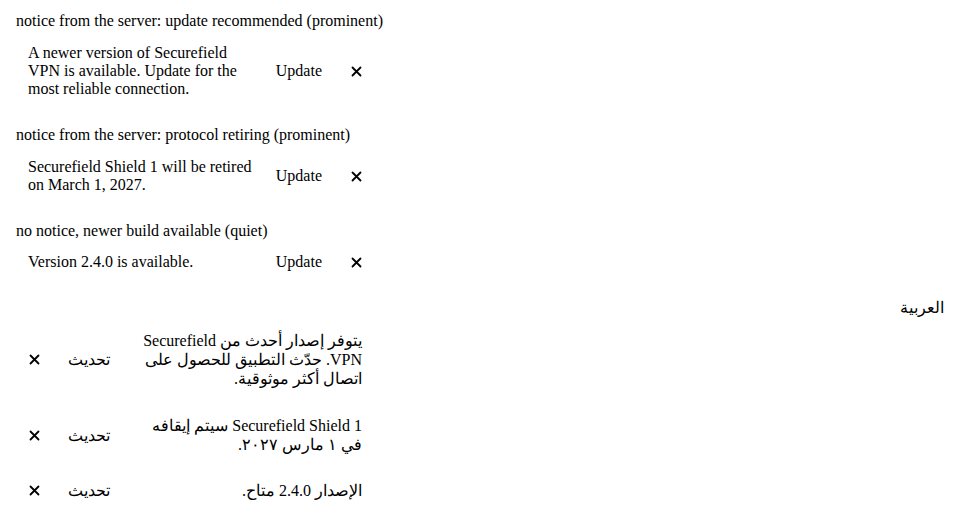 notice from the server: update recommended (prominent)
A newer version of Securefield
VPN is available. Update for the
most reliable connection.
Update
×
notice from the server: protocol retiring (prominent)
Securefield Shield 1 will be retired
on March 1, 2027.
Update
×
no notice, newer build available (quiet)
Version 2.4.0 is available.
Update
×
العربية
يتوفر إصدار أحدث من Securefield
VPN. حدّث التطبيق للحصول على
اتصال أكثر موثوقية.
تحديث
×
Securefield Shield 1 سيتم إيقافه
في ١ مارس ٢٠٢٧.
تحديث
×
الإصدار 2.4.0 متاح.
تحديث
×